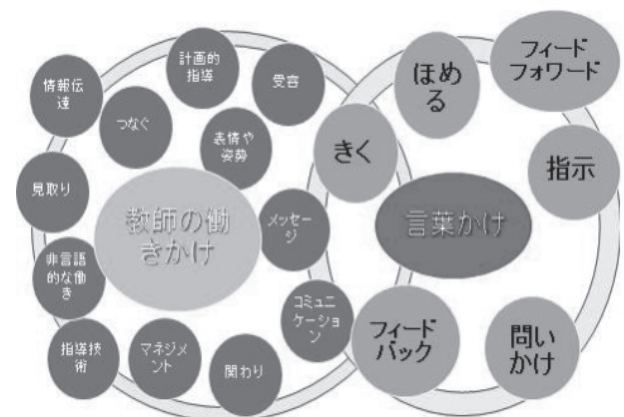 計画的
指導
受容
情報伝
達
つなぐ
表情や
姿勢
見取り
教師の働
きかけ
メッセー
ジ
非言語
的な働
き
コミュニ
ケーショ
ン
指導技
術
マネジメ
ント
関わり
ほめ
る
フィード
フォワード
きく
指示
言葉かけ
フィード
バック
問い
かけ